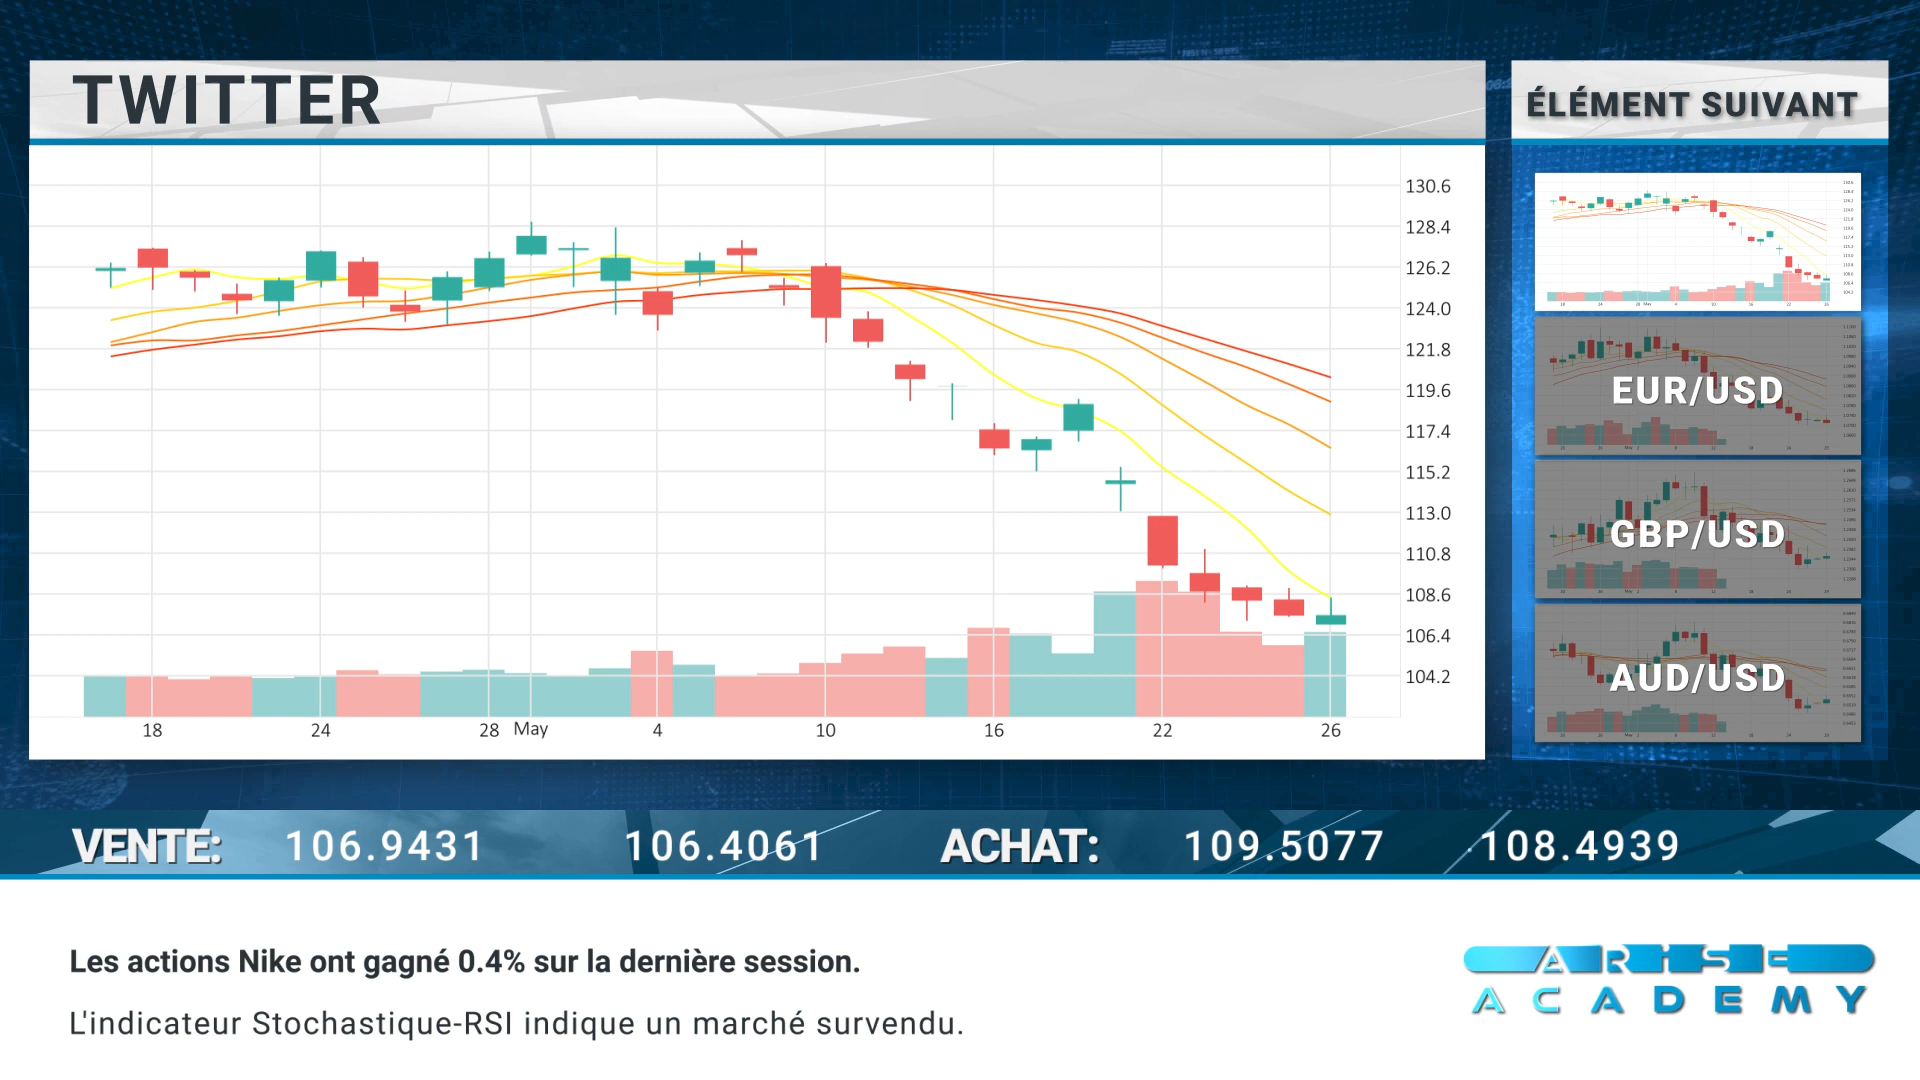 TWITTER
ÉLÉMENT SUIVANT
130.6
128.4
126.2
124.0
121.8
119.6
117.4
115.2
113.0
110.8
108.6
106.4
104.2
18 24 28 May 4 10 16 22 26
EUR/USD
GBP/USD
AUD/USD
VENTE: 106.9431 106.4061 ACHAT: 109.5077 108.4939
Les actions Nike ont gagné 0.4% sur la dernière session.
L'indicateur Stochastique-RSI indique un marché survendu.
ARISE
ACADEMY